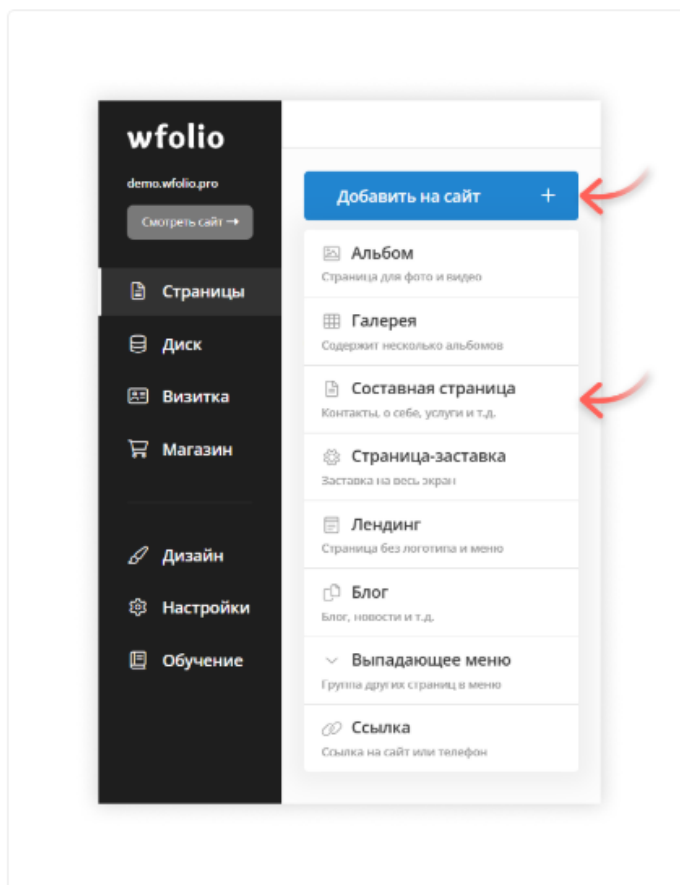 wfolio
demo.wfolio.pro
Смотреть сайт →
Страницы
Диск
Визитка
Магазин
Дизайн
Настройки
Обучение
Добавить на сайт +
Альбом
Страница для фото и видео
Галерея
Содержит несколько альбомов
Составная страница
Контакты, о себе, услуги и т.д.
Страница-заставка
Заставка на весь экран
Лендинг
Страница без логотипа и меню
Блог
Блог, новости и т.д.
Выпадающее меню
Группа других страниц в меню
Ссылка
Ссылка на сайт или телефон